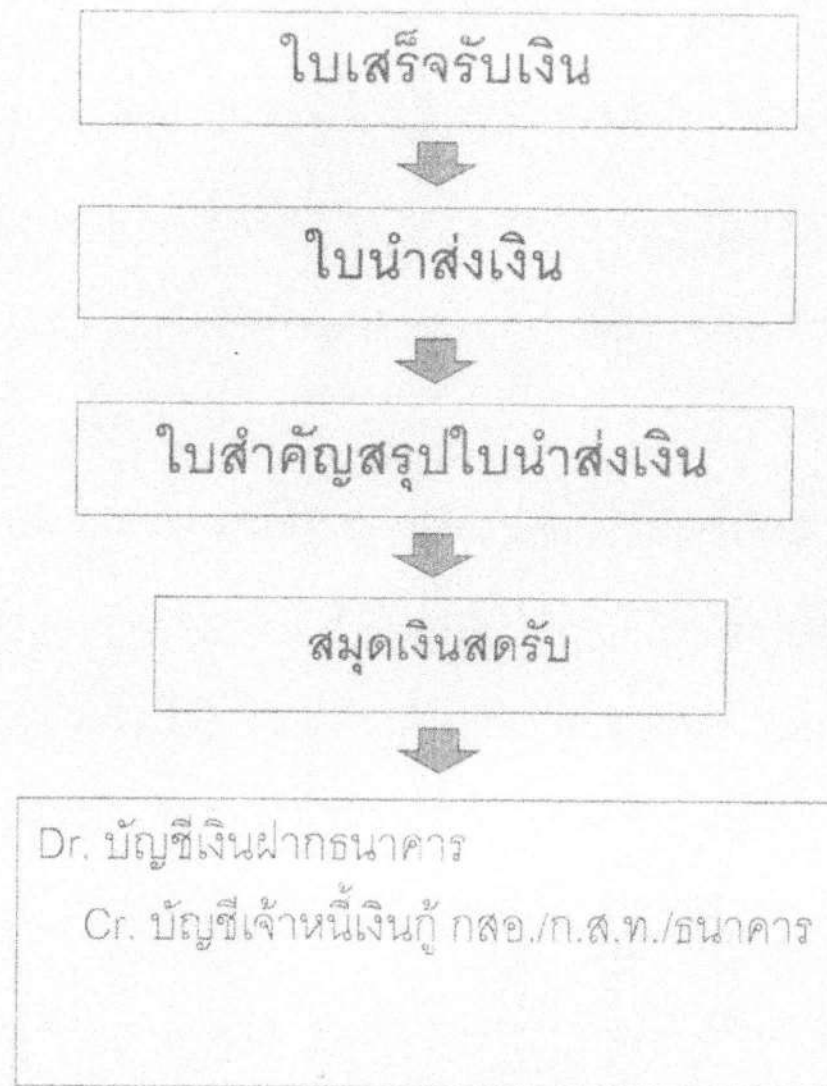 ใบเสร็จรับเงิน
ใบนำส่งเงิน
ใบสำคัญสรุปใบนำส่งเงิน
สมุดเงินสดรับ
Dr. บัญชีเงินฝากธนาคาร
Cr. บัญชีเจ้าหนี้เงินกู้ กสอ./ก.ส.ท./ธนาคาร